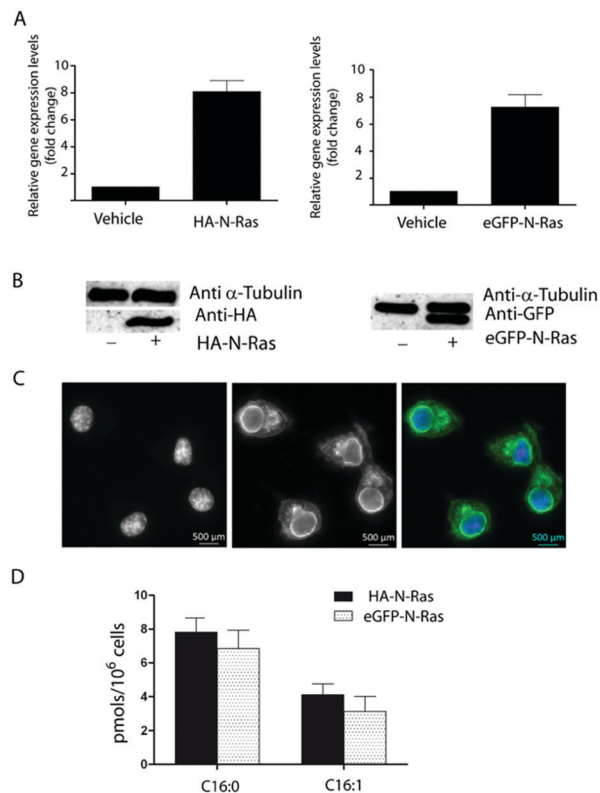 A
Relative gene expression levels
(fold change)
10
8
6
4
2
Vehicle
HA-N-Ras
Relative gene expression levels
(fold change)
10
8
6
4
2
Vehicle
eGFP-N-Ras
B
Anti α-Tubulin
Anti-HA
– + HA-N-Ras
Anti-α-Tubulin
Anti-GFP
– + eGFP-N-Ras
C
500 µm
500 µm
500 µm
D
pmols/10⁶ cells
10
8
6
4
2
0
HA-N-Ras
eGFP-N-Ras
C16:0
C16:1